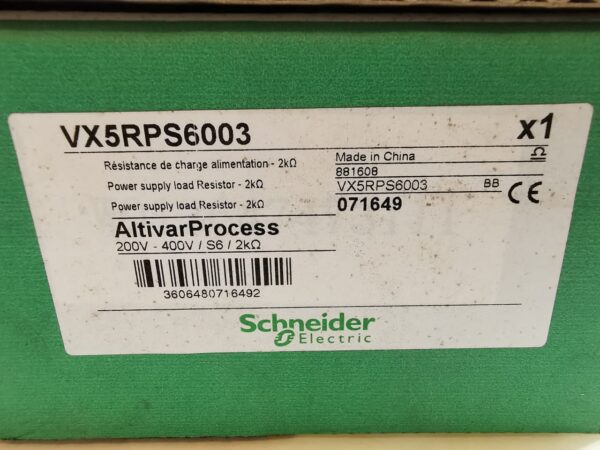 VX5RPS6003 x1
Résistance de charge alimentation - 2kΩ
Power supply load Resistor - 2kΩ
Power supply load Resistor - 2kΩ
Made in China
881608
VX5RPS6003 BB
071649
CE
AltivarProcess
200V - 400V / S6 / 2kΩ
3606480716492
Schneider
Electric